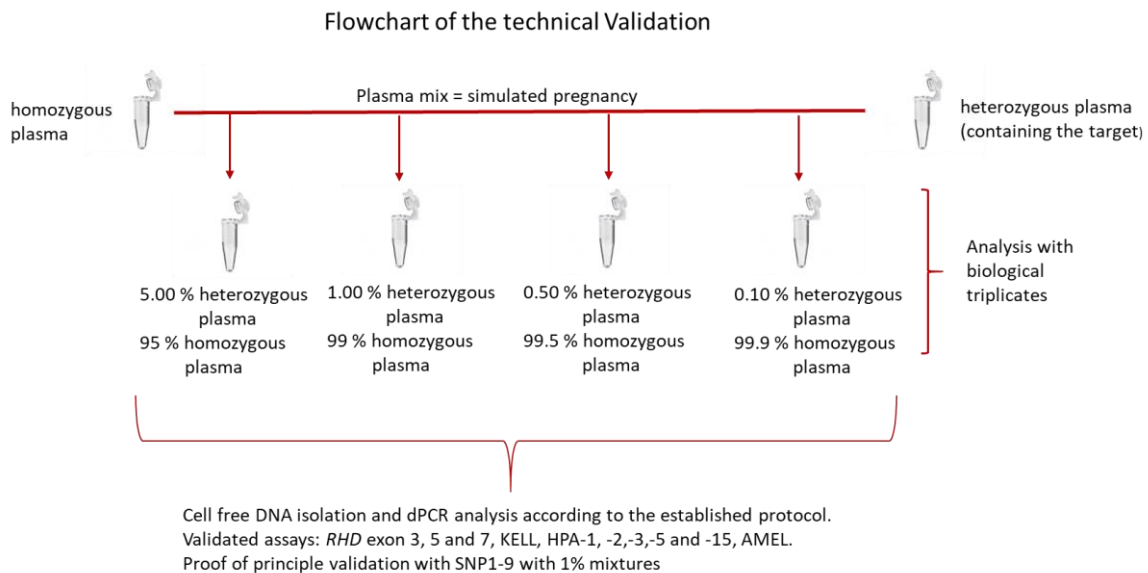 Flowchart of the technical Validation
homozygous
plasma
Plasma mix = simulated pregnancy
heterozygous plasma
(containing the target)
5.00 % heterozygous
plasma
95 % homozygous
plasma
1.00 % heterozygous
plasma
99 % homozygous
plasma
0.50 % heterozygous
plasma
99.5 % homozygous
plasma
0.10 % heterozygous
plasma
99.9 % homozygous
plasma
Analysis with
biological
triplicates
Cell free DNA isolation and dPCR analysis according to the established protocol.
Validated assays: RHD exon 3, 5 and 7, KELL, HPA-1, -2,-3,-5 and -15, AMEL.
Proof of principle validation with SNP1-9 with 1% mixtures